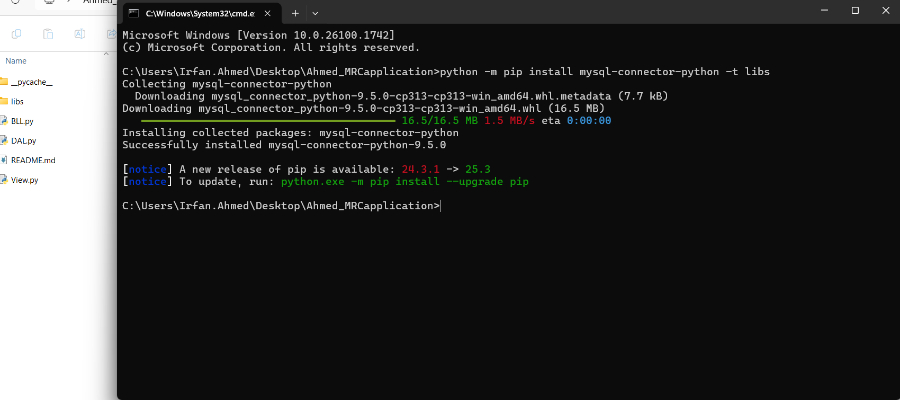 Ahmed_
C:\Windows\System32\cmd.e
Name
__pycache__
libs
BLL.py
DAL.py
README.md
View.py
Microsoft Windows [Version 10.0.26100.1742]
(c) Microsoft Corporation. All rights reserved.
C:\Users\Irfan.Ahmed\Desktop\Ahmed_MRCapplication>python -m pip install mysql-connector-python -t libs
Collecting mysql-connector-python
Downloading mysql_connector_python-9.5.0-cp313-cp313-win_amd64.whl.metadata (7.7 kB)
Downloading mysql_connector_python-9.5.0-cp313-cp313-win_amd64.whl (16.5 MB)
16.5/16.5 MB 1.5 MB/s eta 0:00:00
Installing collected packages: mysql-connector-python
Successfully installed mysql-connector-python-9.5.0
[notice] A new release of pip is available: 24.3.1 -> 25.3
[notice] To update, run: python.exe -m pip install --upgrade pip
C:\Users\Irfan.Ahmed\Desktop\Ahmed_MRCapplication>